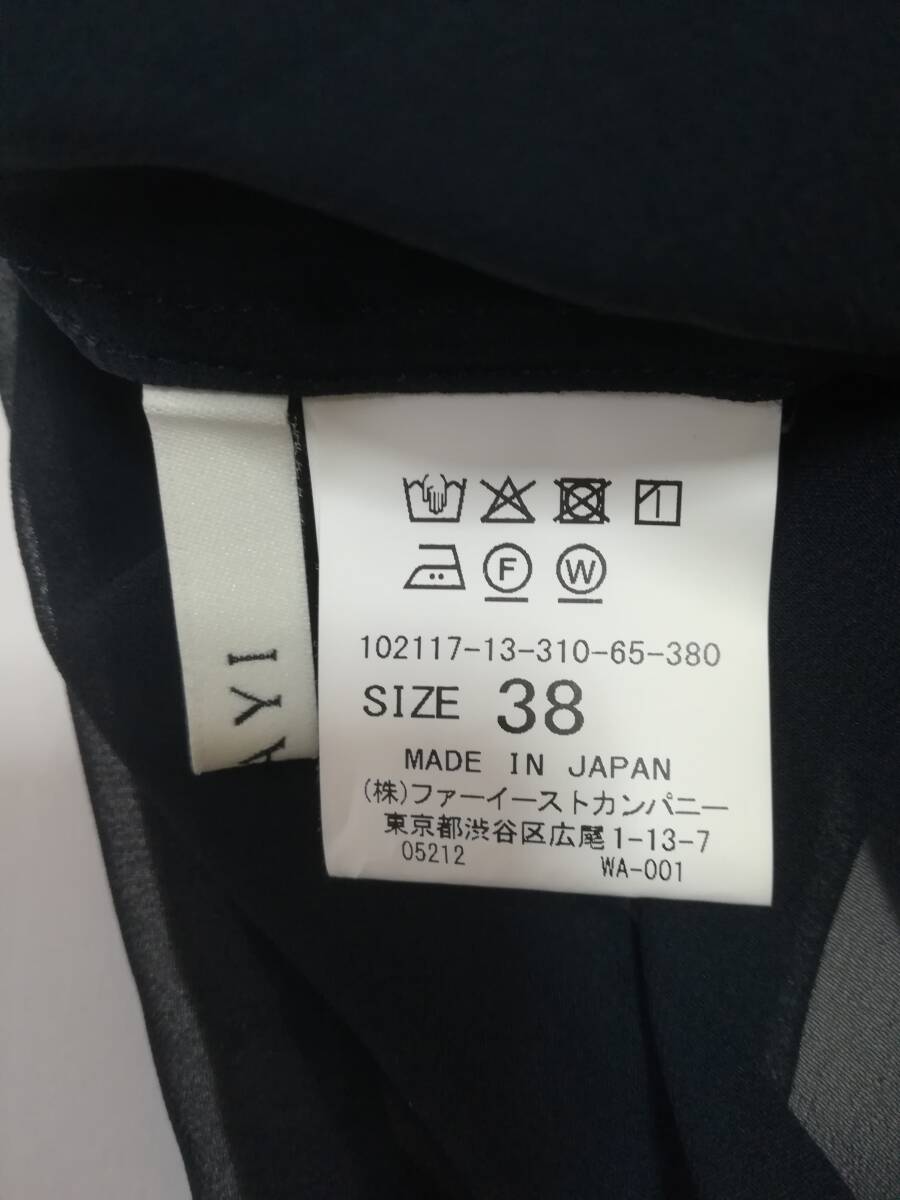 AYI
F W
102117-13-310-65-380
SIZE 38
MADE IN JAPAN
(株)ファーイーストカンパニー
東京都渋谷区広尾1-13-7
05212 WA-001